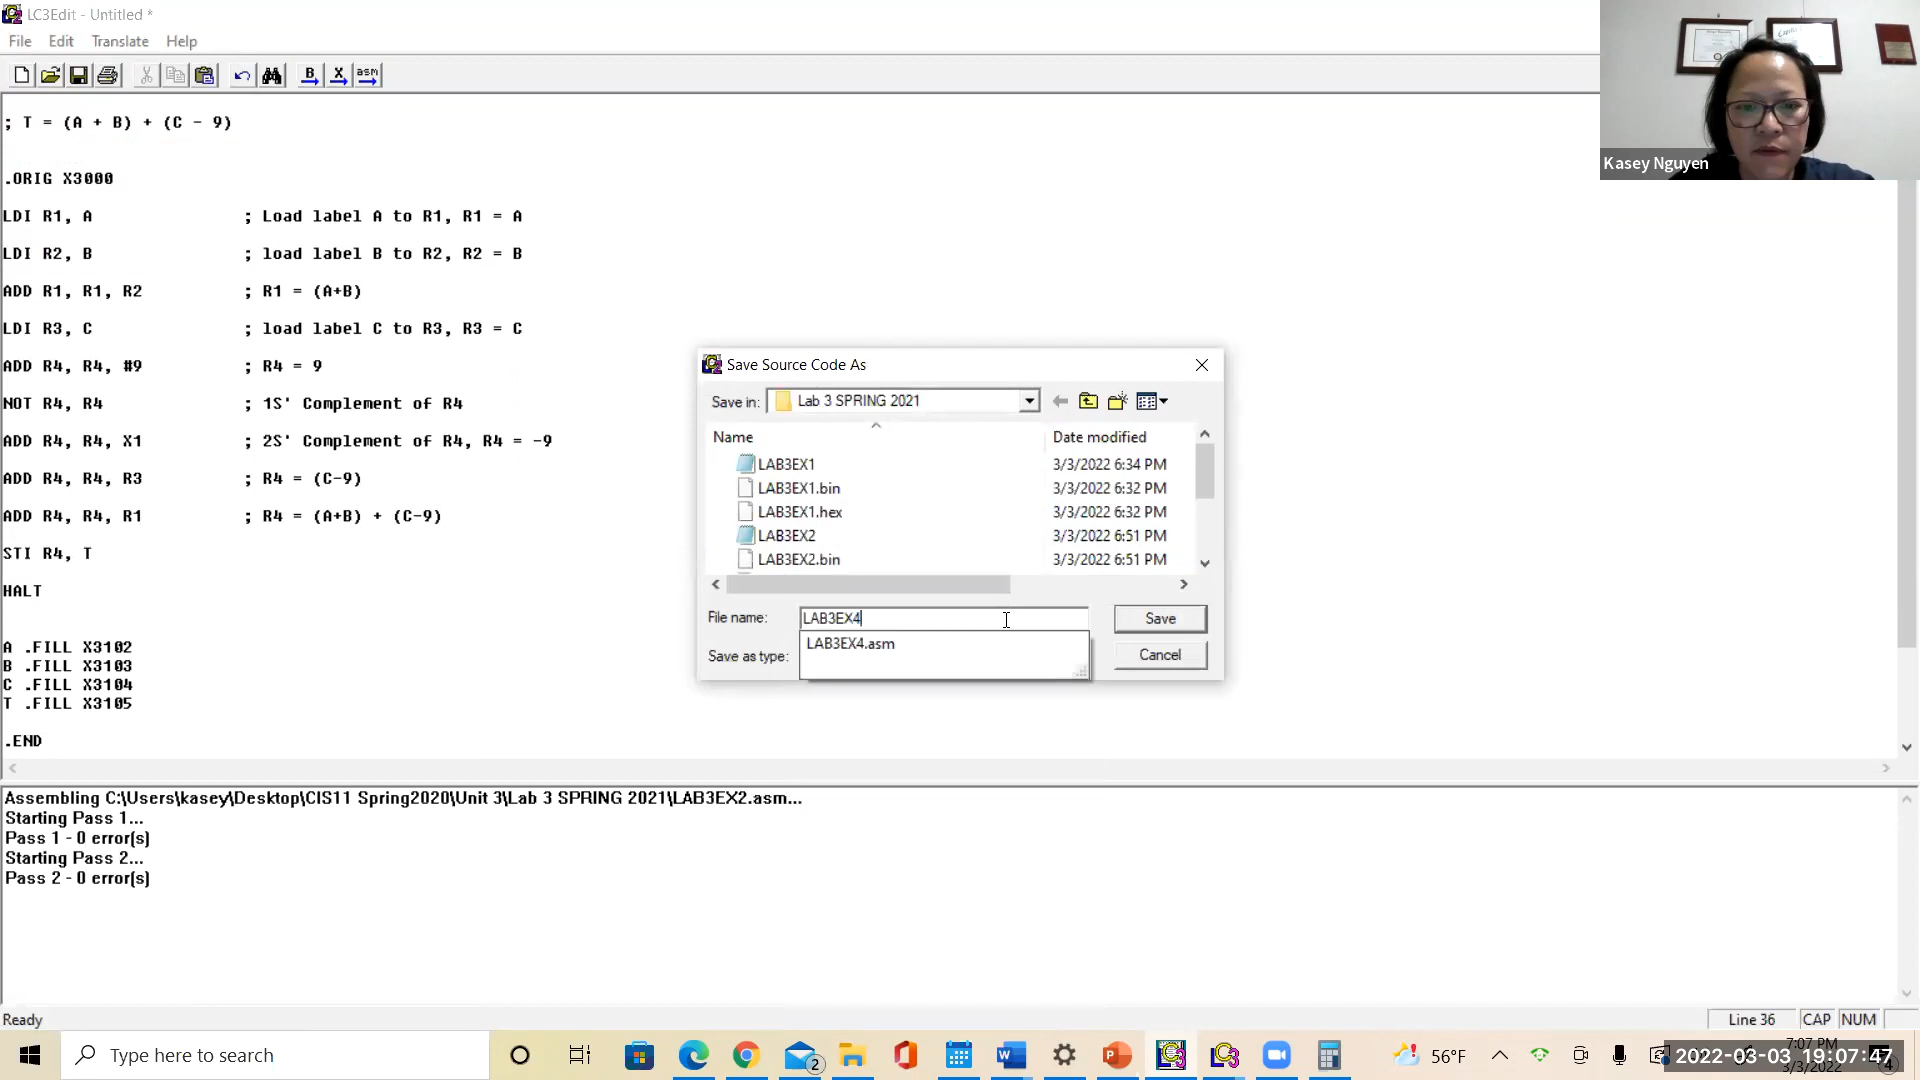 LC3Edit - Untitled *
File Edit Translate Help
B X asm
; T = (A + B) + (C - 9)
.ORIG X3000
LDI R1, A ; Load label A to R1, R1 = A
LDI R2, B ; load label B to R2, R2 = B
ADD R1, R1, R2 ; R1 = (A+B)
LDI R3, C ; load label C to R3, R3 = C
ADD R4, R4, #9 ; R4 = 9
NOT R4, R4 ; 1S' Complement of R4
ADD R4, R4, X1 ; 2S' Complement of R4, R4 = -9
ADD R4, R4, R3 ; R4 = (C-9)
ADD R4, R4, R1 ; R4 = (A+B) + (C-9)
STI R4, T
HALT
A .FILL X3102
B .FILL X3103
C .FILL X3104
T .FILL X3105
.END
Save Source Code As
Save in: Lab 3 SPRING 2021
Name Date modified
LAB3EX1 3/3/2022 6:34 PM
LAB3EX1.bin 3/3/2022 6:32 PM
LAB3EX1.hex 3/3/2022 6:32 PM
LAB3EX2 3/3/2022 6:51 PM
LAB3EX2.bin 3/3/2022 6:51 PM
File name: LAB3EX4 Save
LAB3EX4.asm
Save as type: Cancel
Kasey Nguyen
Assembling C:\Users\kasey\Desktop\CIS11 Spring2020\Unit 3\Lab 3 SPRING 2021\LAB3EX2.asm...
Starting Pass 1...
Pass 1 - 0 error(s)
Starting Pass 2...
Pass 2 - 0 error(s)
Ready Line 36 CAP NUM
Type here to search
2
56°F
7:07 PM
2022-03-03 19:07:47
3/3/2022
4